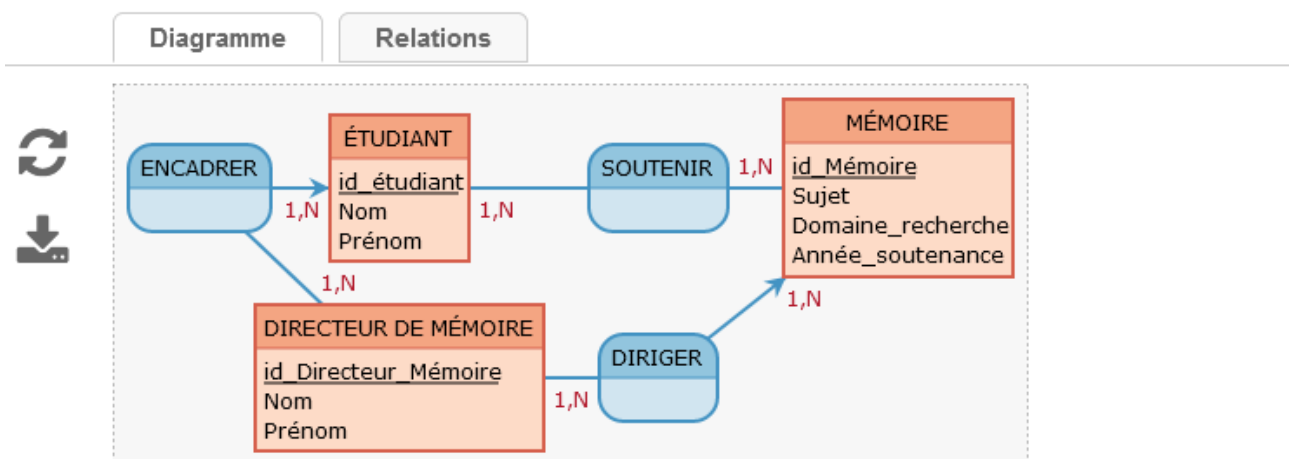 Diagramme
Relations
ENCADRER
1,N
ÉTUDIANT
id_étudiant
Nom
Prénom
1,N
SOUTENIR
1,N
MÉMOIRE
id_Mémoire
Sujet
Domaine_recherche
Année_soutenance
1,N
1,N
DIRECTEUR DE MÉMOIRE
id_Directeur_Mémoire
Nom
Prénom
1,N
DIRIGER